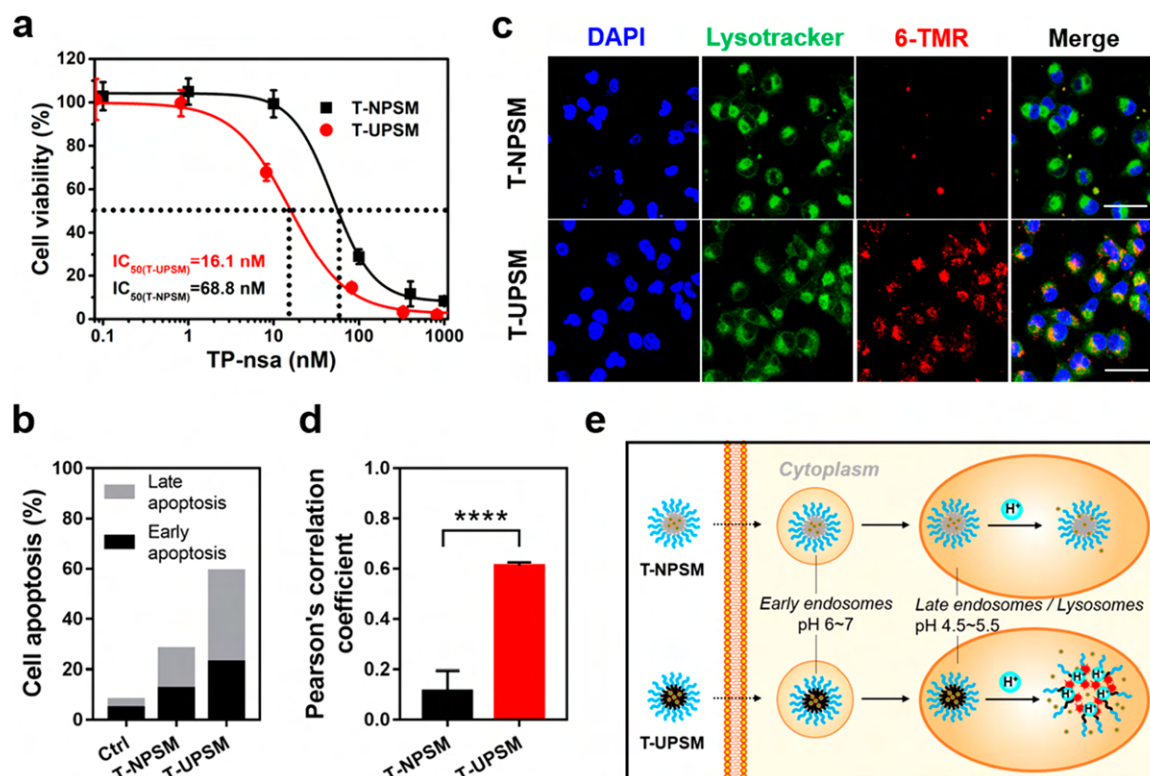 a
120
100
80
60
40
20
0
Cell viability (%)
T-NPSM
T-UPSM
IC50(T-UPSM)=16.1 nM
IC50(T-NPSM)=68.8 nM
0.1 1 10 100 1000
TP-nsa (nM)
c
DAPI Lysotracker 6-TMR Merge
T-NPSM
T-UPSM
b
100
80
60
40
20
0
Cell apoptosis (%)
Late
apoptosis
Early
apoptosis
Ctrl
T-NPSM
T-UPSM
d
1.0
0.8
0.6
0.4
0.2
0.0
Pearson's correlation
coefficient
****
T-NPSM
T-UPSM
e
Cytoplasm
H+
T-NPSM
Early endosomes
pH 6~7
Late endosomes / Lysosomes
pH 4.5~5.5
H+
H+
H+
H+
H+
H+
T-UPSM